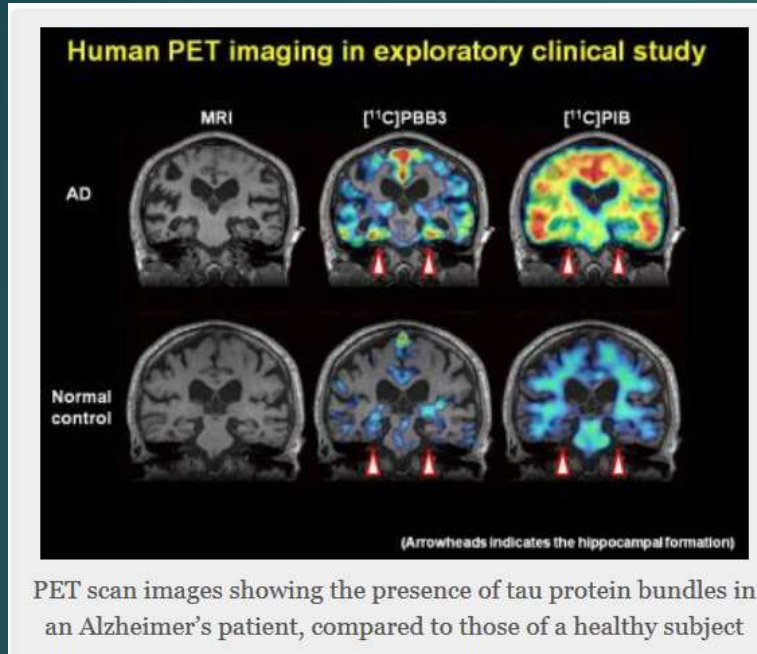 Human PET imaging in exploratory clinical study
MRI
[¹¹C]PBB3
[¹¹C]PIB
AD
Normal
control
(Arrowheads indicates the hippocampal formation)
PET scan images showing the presence of tau protein bundles in
an Alzheimer’s patient, compared to those of a healthy subject